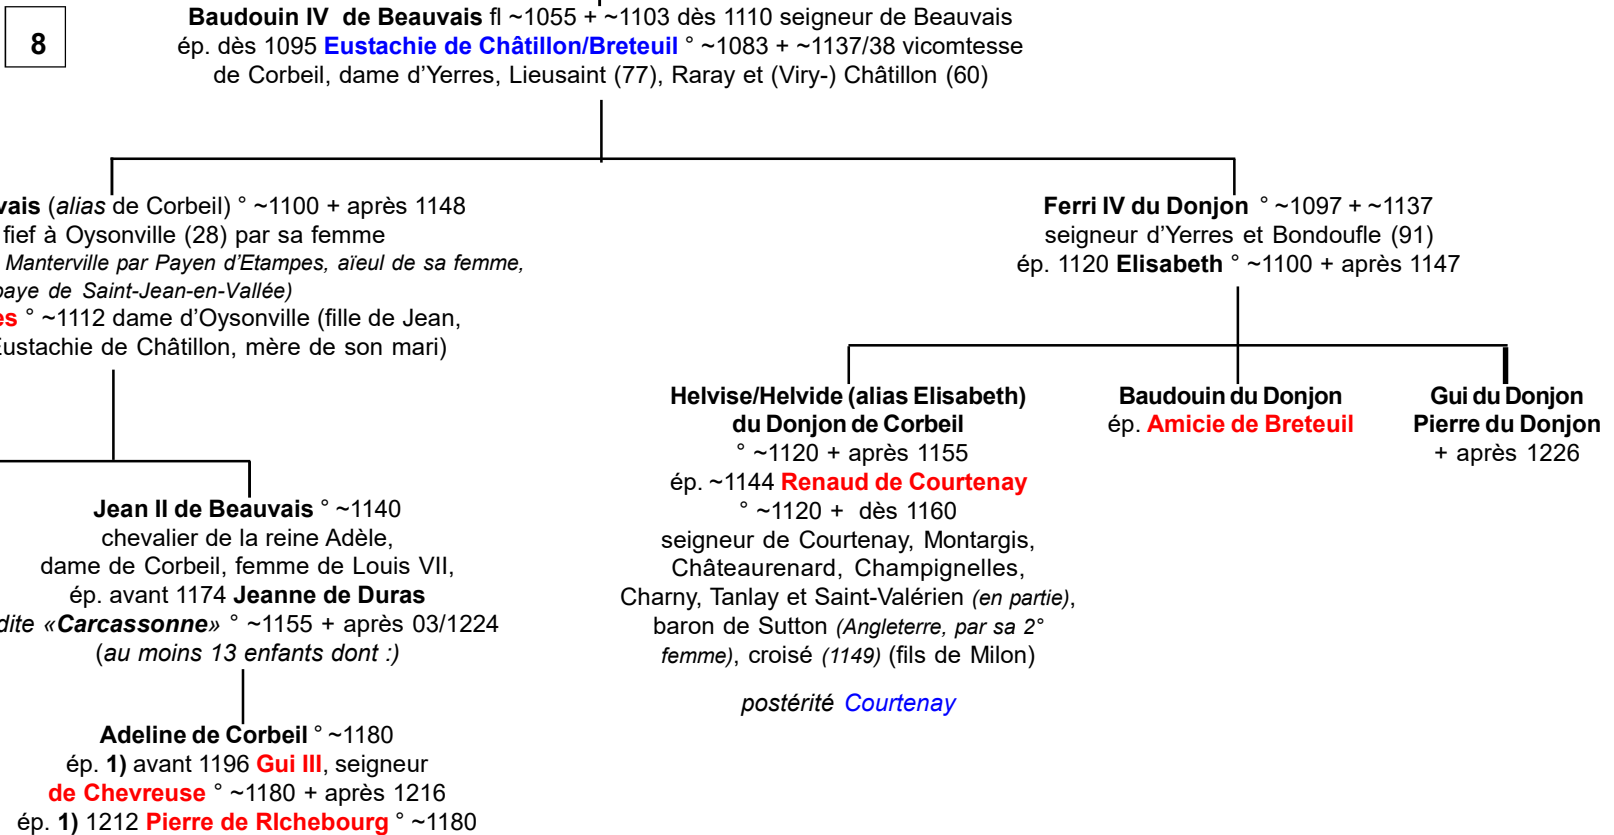 8
Baudouin IV de Beauvais fl ~1055 + ~1103 dès 1110 seigneur de Beauvais
ép. dès 1095 Eustachie de Châtillon/Breteuil ° ~1083 + ~1137/38 vicomtesse
de Corbeil, dame d’Yerres, Lieusaint (77), Raray et (Viry-) Châtillon (60)
vais (alias de Corbeil) ° ~1100 + après 1148
fief à Oysonville (28) par sa femme
Manterville par Payen d’Etampes, aïeul de sa femme,
baye de Saint-Jean-en-Vallée)
es ° ~1112 dame d’Oysonville (fille de Jean,
Eustachie de Châtillon, mère de son mari)
Ferri IV du Donjon ° ~1097 + ~1137
seigneur d’Yerres et Bondoufle (91)
ép. 1120 Elisabeth ° ~1100 + après 1147
Helvise/Helvide (alias Elisabeth)
du Donjon de Corbeil
° ~1120 + après 1155
ép. ~1144 Renaud de Courtenay
° ~1120 + dès 1160
seigneur de Courtenay, Montargis,
Châteaurenard, Champignelles,
Charny, Tanlay et Saint-Valérien (en partie),
baron de Sutton (Angleterre, par sa 2°
femme), croisé (1149) (fils de Milon)
postérité Courtenay
Baudouin du Donjon
ép. Amicie de Breteuil
Gui du Donjon
Pierre du Donjon
+ après 1226
Jean II de Beauvais ° ~1140
chevalier de la reine Adèle,
dame de Corbeil, femme de Louis VII,
ép. avant 1174 Jeanne de Duras
dite «Carcassonne» ° ~1155 + après 03/1224
(au moins 13 enfants dont :)
Adeline de Corbeil ° ~1180
ép. 1) avant 1196 Gui III, seigneur
de Chevreuse ° ~1180 + après 1216
ép. 1) 1212 Pierre de RIchebourg ° ~1180